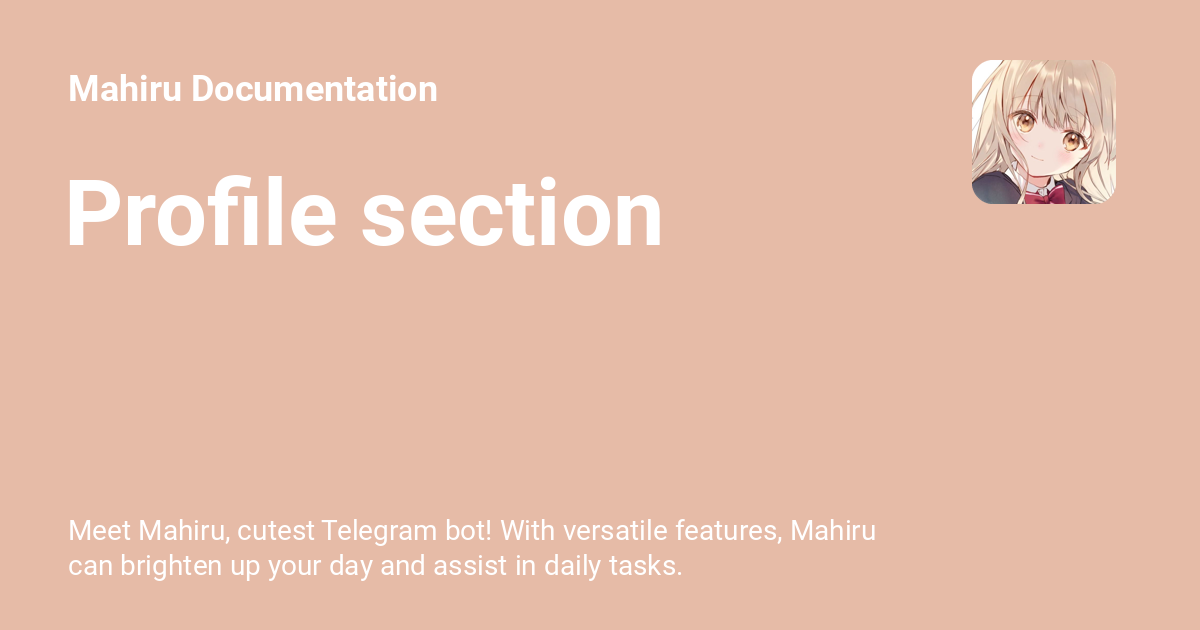 Mahiru Documentation
Profile section
Meet Mahiru, cutest Telegram bot! With versatile features, Mahiru
can brighten up your day and assist in daily tasks.